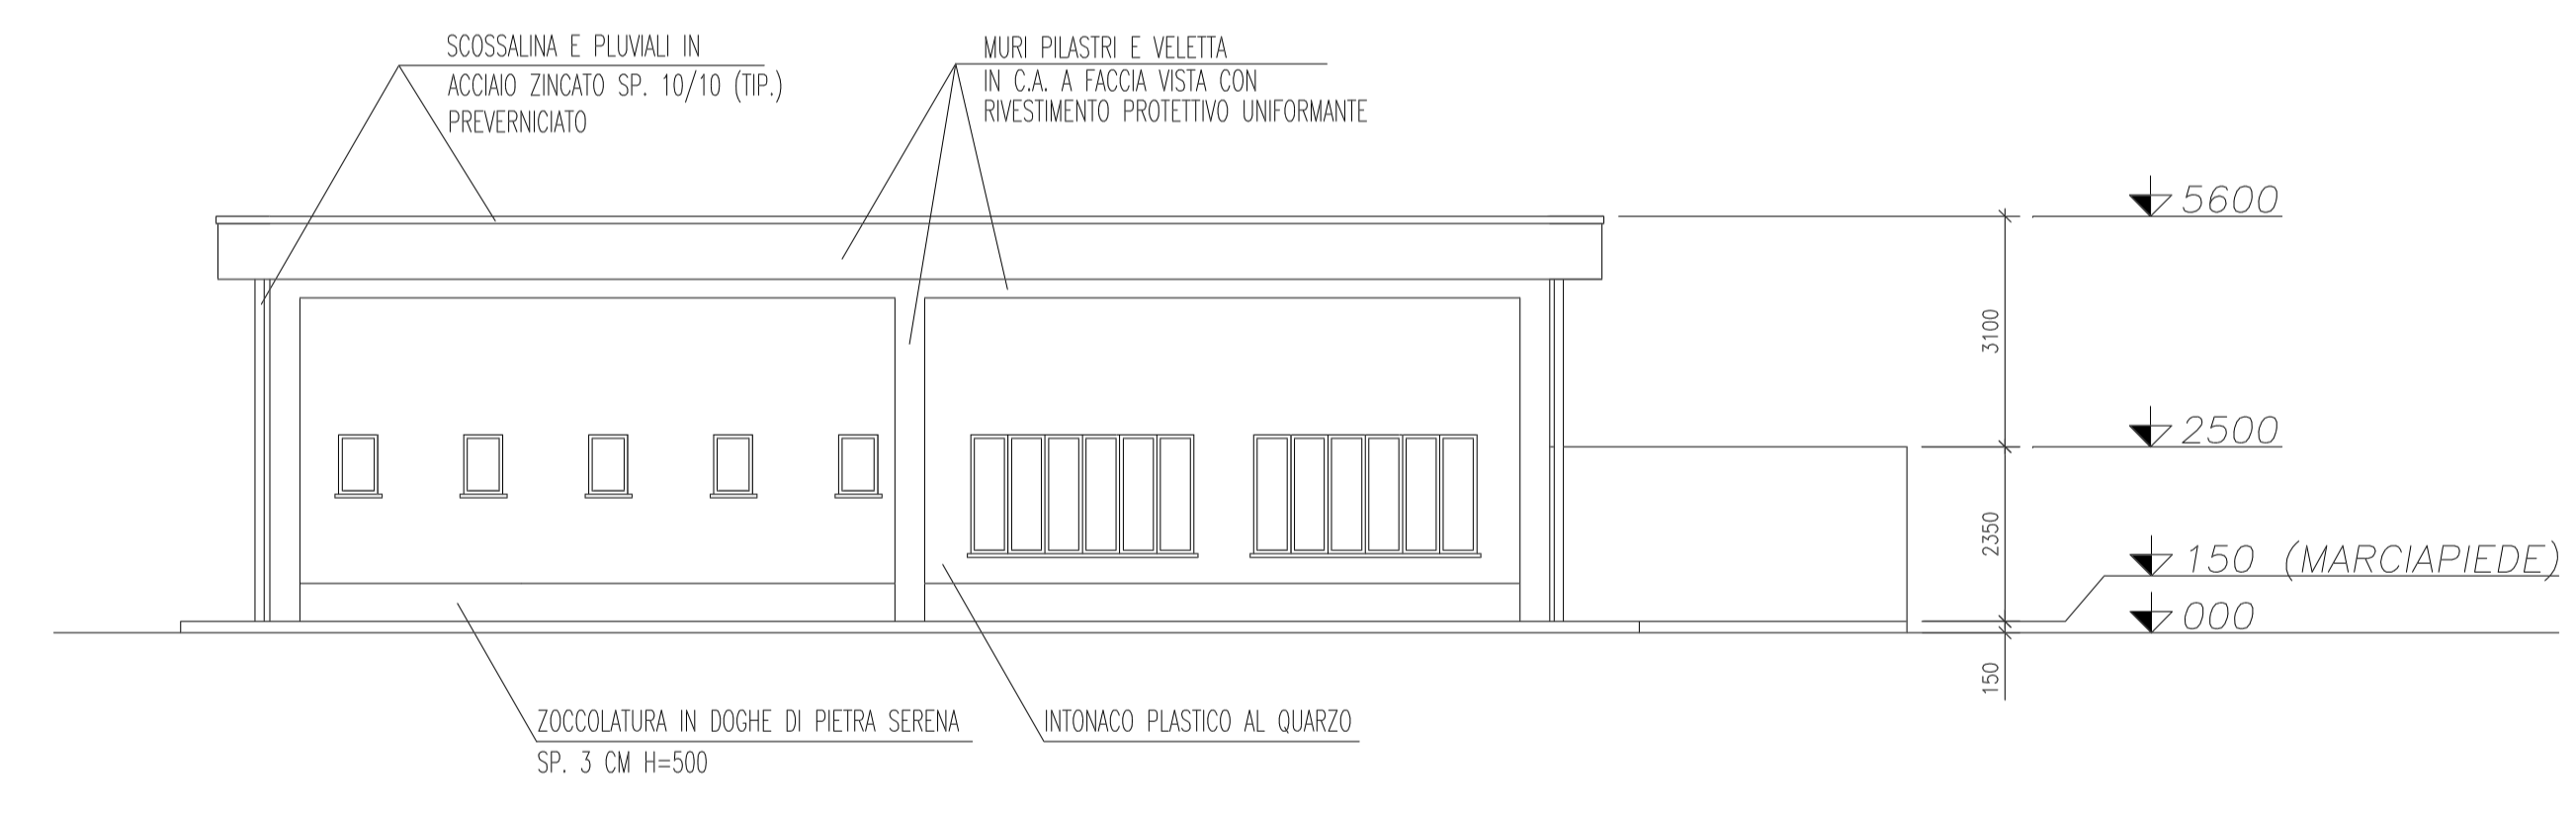 SCOSSALINA E PLUVIALI IN
ACCIAIO ZINCATO SP. 10/10 (TIP.)
PREVERNICIATO
MURI PILASTRI E VELETTA
IN C.A. A FACCIA VISTA CON
RIVESTIMENTO PROTETTIVO UNIFORMANTE
5600
3100
2500
2350
150 (MARCIAPIEDE)
000
150
ZOCCOLATURA IN DOGHE DI PIETRA SERENA
SP. 3 CM H=500
INTONACO PLASTICO AL QUARZO